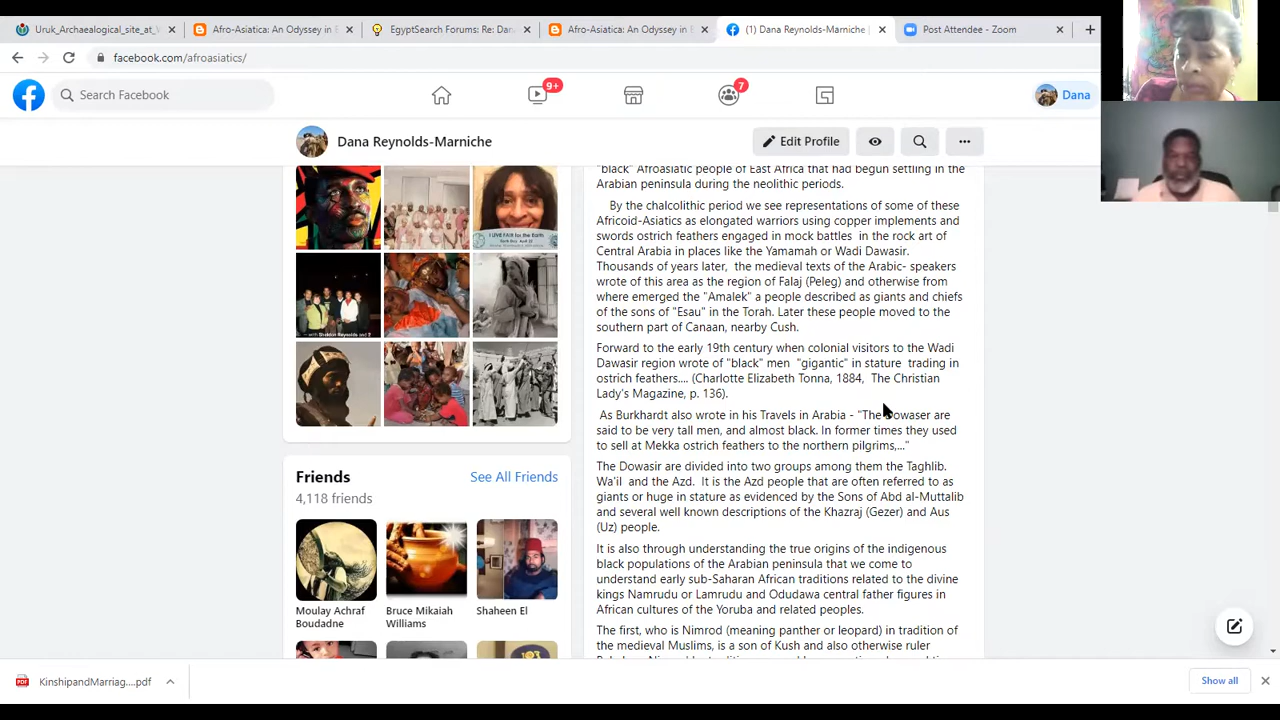 Uruk_Archaealogical_site_at_
Afro-Asiatica: An Odyssey in E
EgyptSearch Forums: Re: Dar
Afro-Asiatica: An Odyssey in E
(1) Dana Reynolds-Marniche |
Post Attendee - Zoom
facebook.com/afroasiatics/
Search Facebook
9+
7
Dana
Dana Reynolds-Marniche
Edit Profile
I LIVE FAIR for the Earth
Friends
See All Friends
4,118 friends
Moulay Achraf
Boudadne
Bruce Mikaiah
Williams
Shaheen El
"black" Afroasiatic people of East Africa that had begun settling in the
Arabian peninsula during the neolithic periods.
By the chalcolithic period we see representations of some of these
Africoid-Asiatics as elongated warriors using copper implements and
swords ostrich feathers engaged in mock battles in the rock art of
Central Arabia in places like the Yamamah or Wadi Dawasir.
Thousands of years later, the medieval texts of the Arabic- speakers
wrote of this area as the region of Falaj (Peleg) and otherwise from
where emerged the "Amalek" a people described as giants and chiefs
of the sons of "Esau" in the Torah. Later these people moved to the
southern part of Canaan, nearby Cush.
Forward to the early 19th century when colonial visitors to the Wadi
Dawasir region wrote of "black" men "gigantic" in stature trading in
ostrich feathers.... (Charlotte Elizabeth Tonna, 1884, The Christian
Lady's Magazine, p. 136).
As Burkhardt also wrote in his Travels in Arabia - "The Dowaser are
said to be very tall men, and almost black. In former times they used
to sell at Mekka ostrich feathers to the northern pilgrims,..."
The Dowasir are divided into two groups among them the Taghlib.
Wa'il and the Azd. It is the Azd people that are often referred to as
giants or huge in stature as evidenced by the Sons of Abd al-Muttalib
and several well known descriptions of the Khazraj (Gezer) and Aus
(Uz) people.
It is also through understanding the true origins of the indigenous
black populations of the Arabian peninsula that we come to
understand early sub-Saharan African traditions related to the divine
kings Namrudu or Lamrudu and Odudawa central father figures in
African cultures of the Yoruba and related peoples.
The first, who is Nimrod (meaning panther or leopard) in tradition of
the medieval Muslims, is a son of Kush and also otherwise ruler
KinshipandMarriag....pdf
Show all